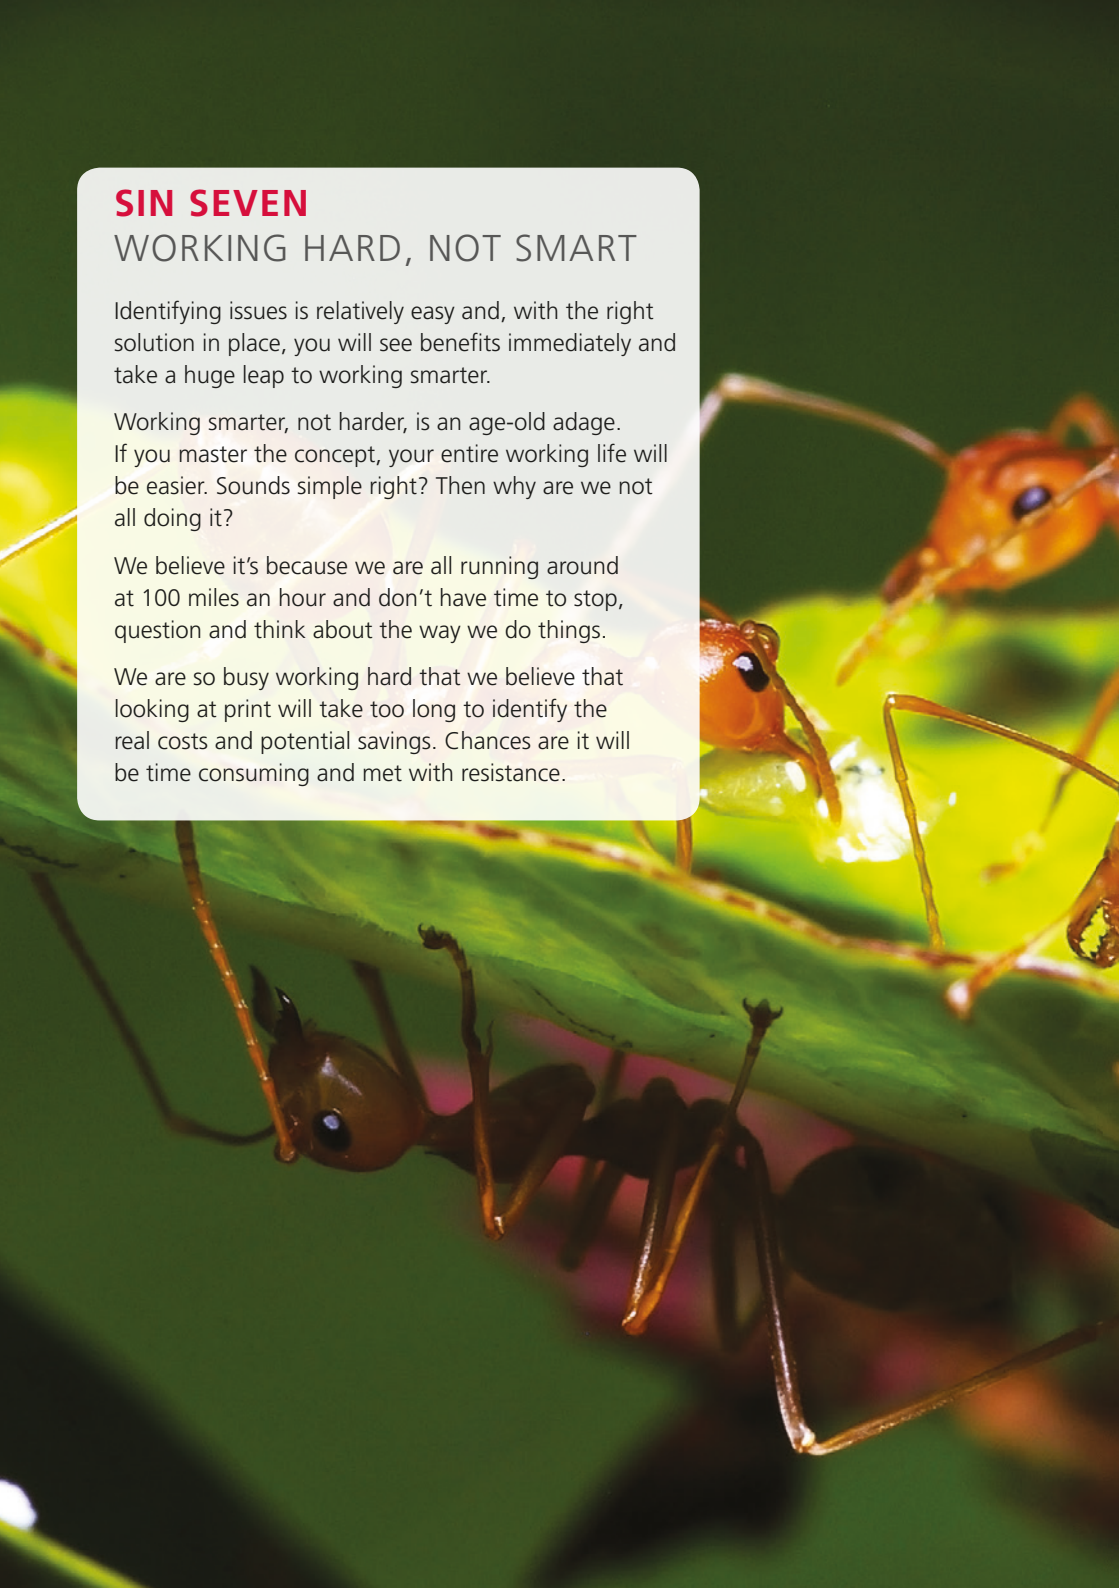 SIN SEVEN
WORKING HARD, NOT SMART
Identifying issues is relatively easy and, with the right
solution in place, you will see benefits immediately and
take a huge leap to working smarter.
Working smarter, not harder, is an age-old adage.
If you master the concept, your entire working life will
be easier. Sounds simple right? Then why are we not
all doing it?
We believe it’s because we are all running around
at 100 miles an hour and don’t have time to stop,
question and think about the way we do things.
We are so busy working hard that we believe that
looking at print will take too long to identify the
real costs and potential savings. Chances are it will
be time consuming and met with resistance.